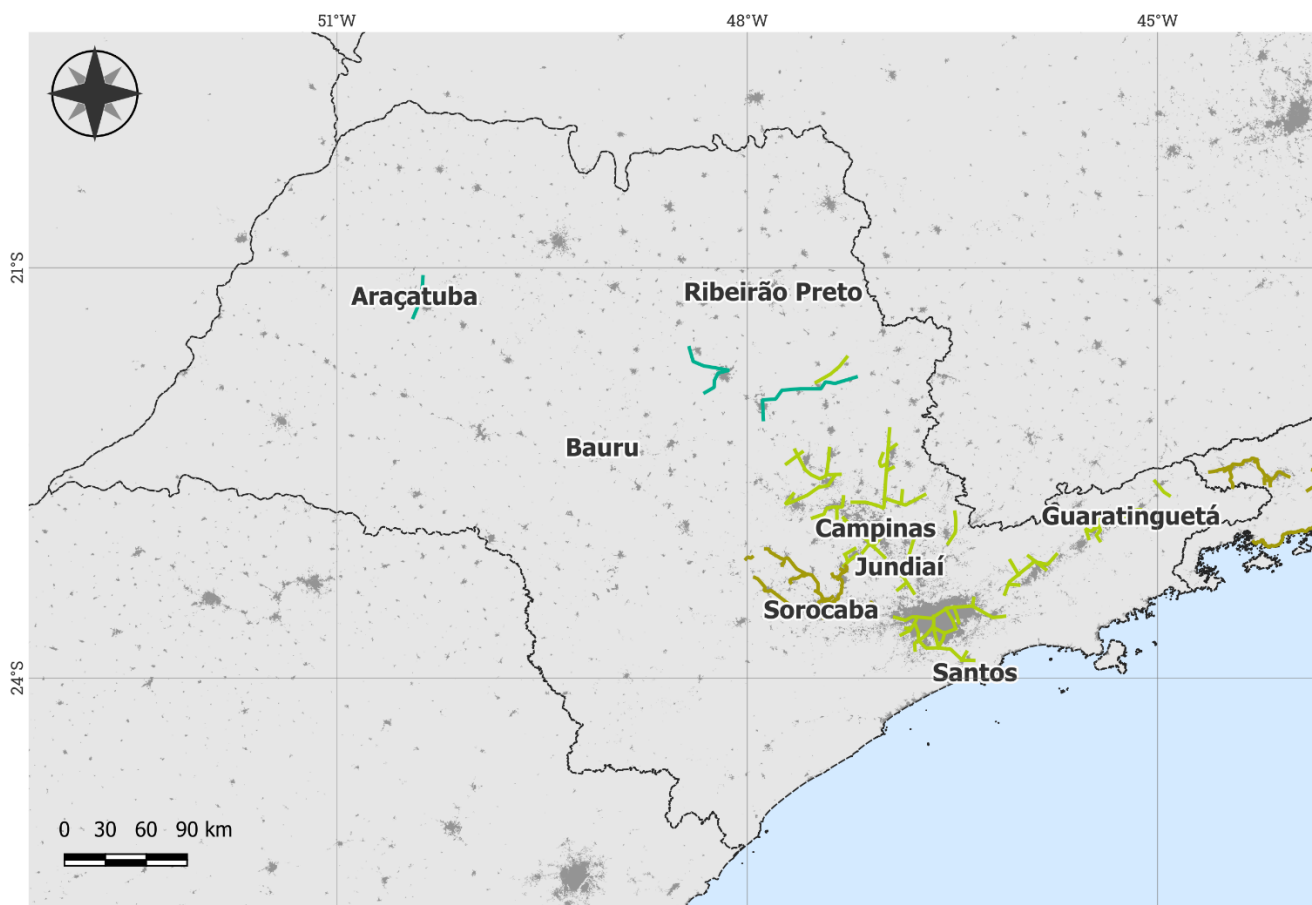 51°W
48°W
45°W
21°S
Araçatuba
Ribeirão Preto
Bauru
Campinas
Guaratinguetá
Jundiaí
Sorocaba
Santos
24°S
0 30 60 90 km